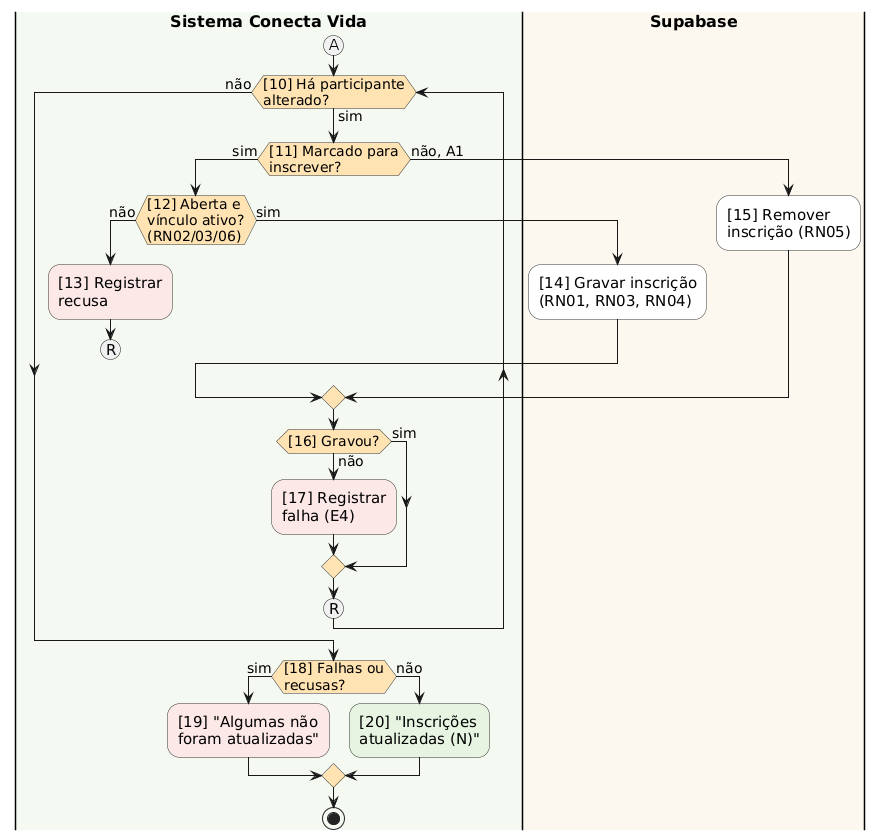 Sistema Conecta Vida
Supabase
A
não
[10] Há participante
alterado?
sim
sim
[11] Marcado para
inscrever?
não, A1
não
[12] Aberta e
vínculo ativo?
(RN02/03/06)
sim
[15] Remover
inscrição (RN05)
[13] Registrar
recusa
[14] Gravar inscrição
(RN01, RN03, RN04)
R
[16] Gravou?
sim
não
[17] Registrar
falha (E4)
R
sim
[18] Falhas ou
recusas?
não
[19] "Algumas não
foram atualizadas"
[20] "Inscrições
atualizadas (N)"